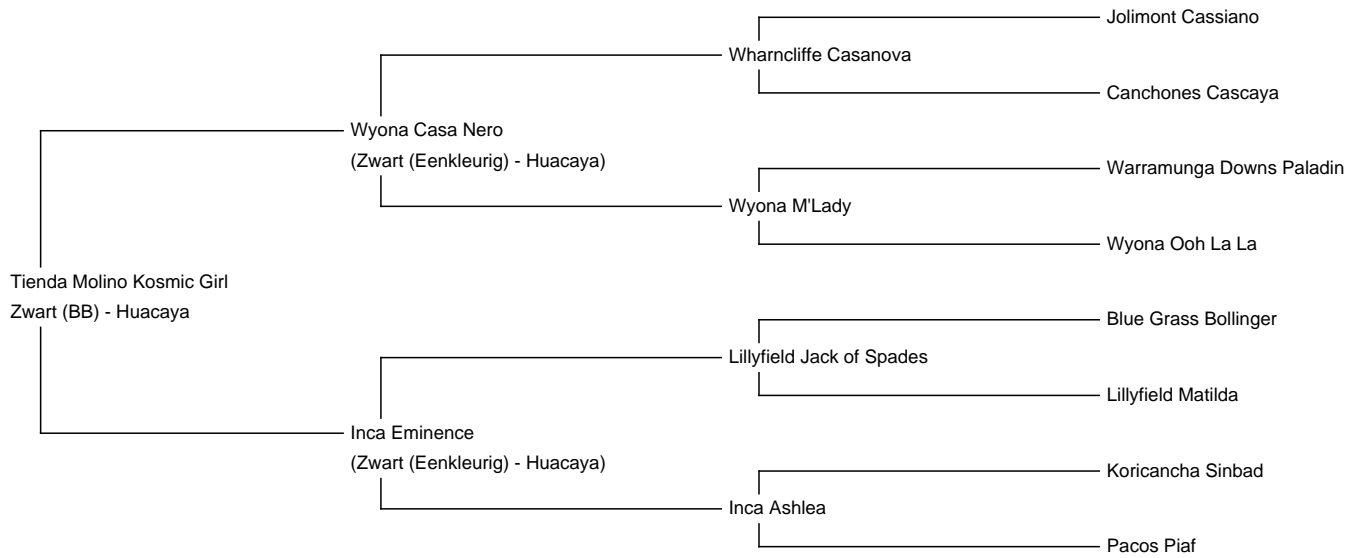 Jolimont Cassiano
Wharncliffe Casanova
Canchones Cascaya
Wyona Casa Nero
(Zwart (Eenkleurig) - Huacaya)
Warramunga Downs Paladin
Wyona M'Lady
Wyona Ooh La La
Tienda Molino Kosmic Girl
Zwart (BB) - Huacaya
Blue Grass Bollinger
Lillyfield Jack of Spades
Lillyfield Matilda
Inca Eminence
(Zwart (Eenkleurig) - Huacaya)
Koricancha Sinbad
Inca Ashlea
Pacos Piaf